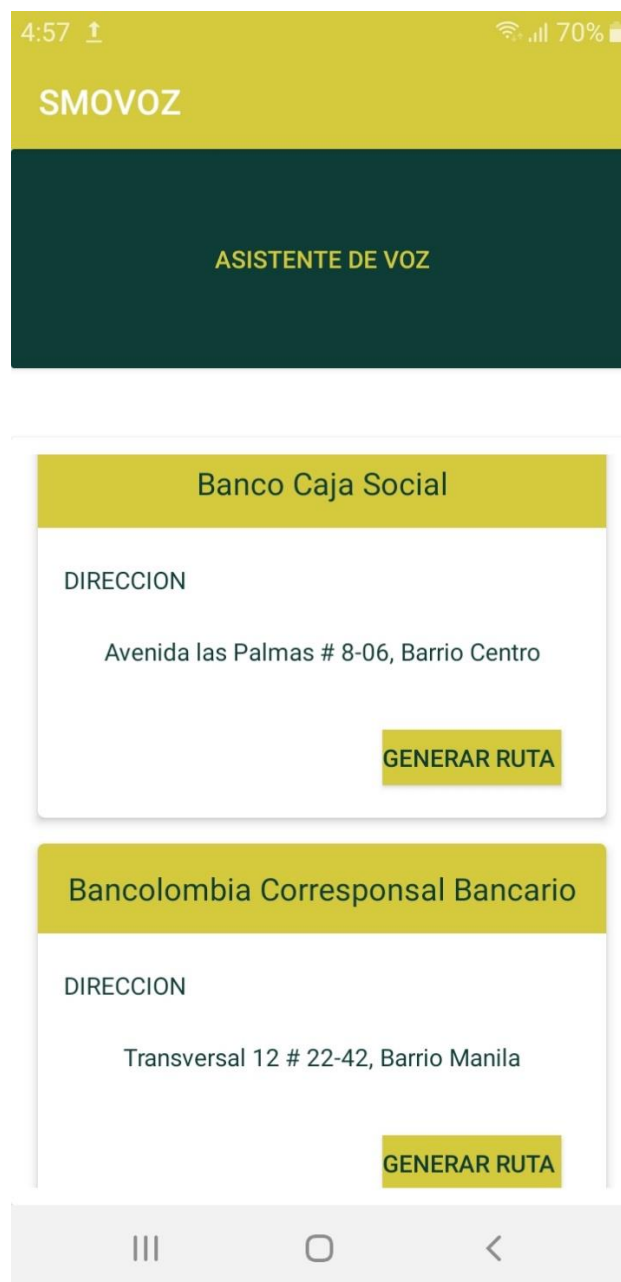 4:57
70%
SMOVOZ
ASISTENTE DE VOZ
Banco Caja Social
DIRECCION
Avenida las Palmas # 8-06, Barrio Centro
GENERAR RUTA
Bancolombia Corresponsal Bancario
DIRECCION
Transversal 12 # 22-42, Barrio Manila
GENERAR RUTA